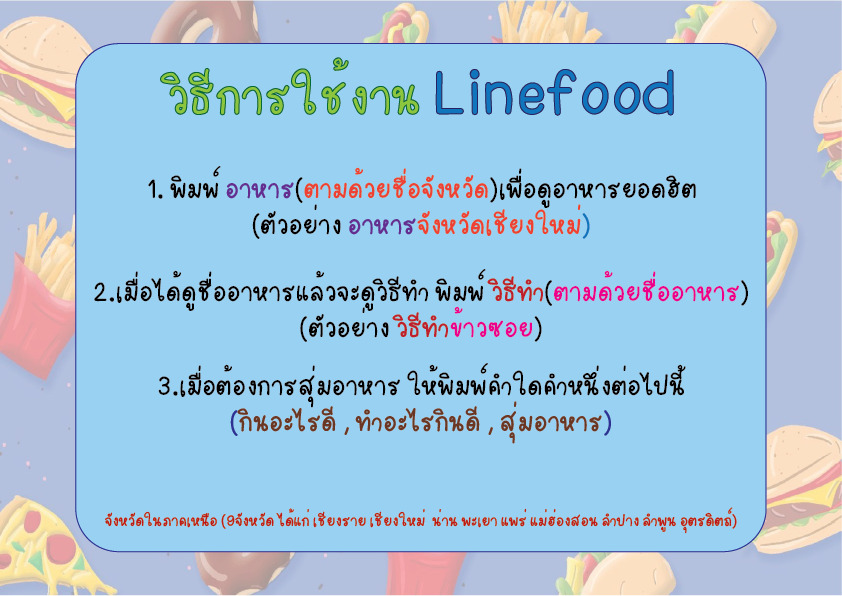 วิธีการใช้งาน Linefood
1. พิมพ์ อาหาร(ตามด้วยชื่อจังหวัด)เพื่อดูอาหารยอดฮิต
(ตัวอย่าง อาหารจังหวัดเชียงใหม่)
2.เมื่อได้ดูชื่ออาหารแล้วจะดูวิธีทำ พิมพ์ วิธีทำ(ตามด้วยชื่ออาหาร)
(ตัวอย่าง วิธีทำข้าวซอย)
3.เมื่อต้องการสุ่มอาหาร ให้พิมพ์คำใดคำหนึ่งต่อไปนี้
(กินอะไรดี , ทำอะไรกินดี , สุ่มอาหาร)
จังหวัดในภาคเหนือ (9จังหวัด ได้แก่ เชียงราย เชียงใหม่ น่าน พะเยา แพร่ แม่ฮ่องสอน ลำปาง ลำพูน อุตรดิตถ์)